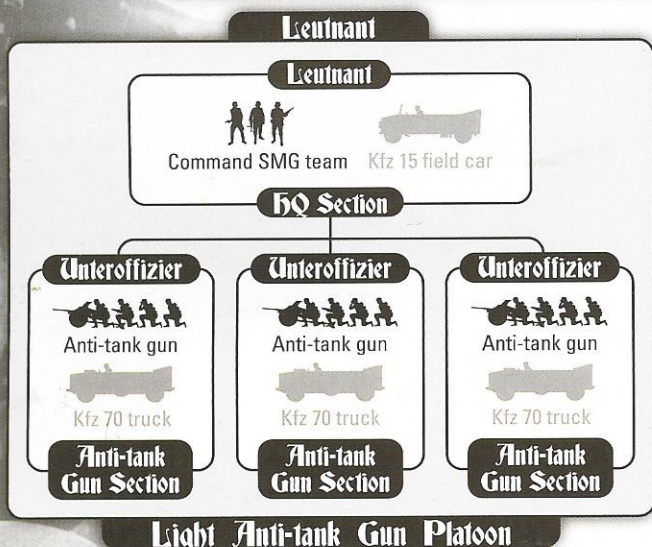 Leutnant
Leutnant
Command SMG team
Kfz 15 field car
HQ Section
Unteroffizier
Anti-tank gun
Kfz 70 truck
Anti-tank
Gun Section
Unteroffizier
Anti-tank gun
Kfz 70 truck
Anti-tank
Gun Section
Unteroffizier
Anti-tank gun
Kfz 70 truck
Anti-tank
Gun Section
Light Anti-tank Gun Platoon